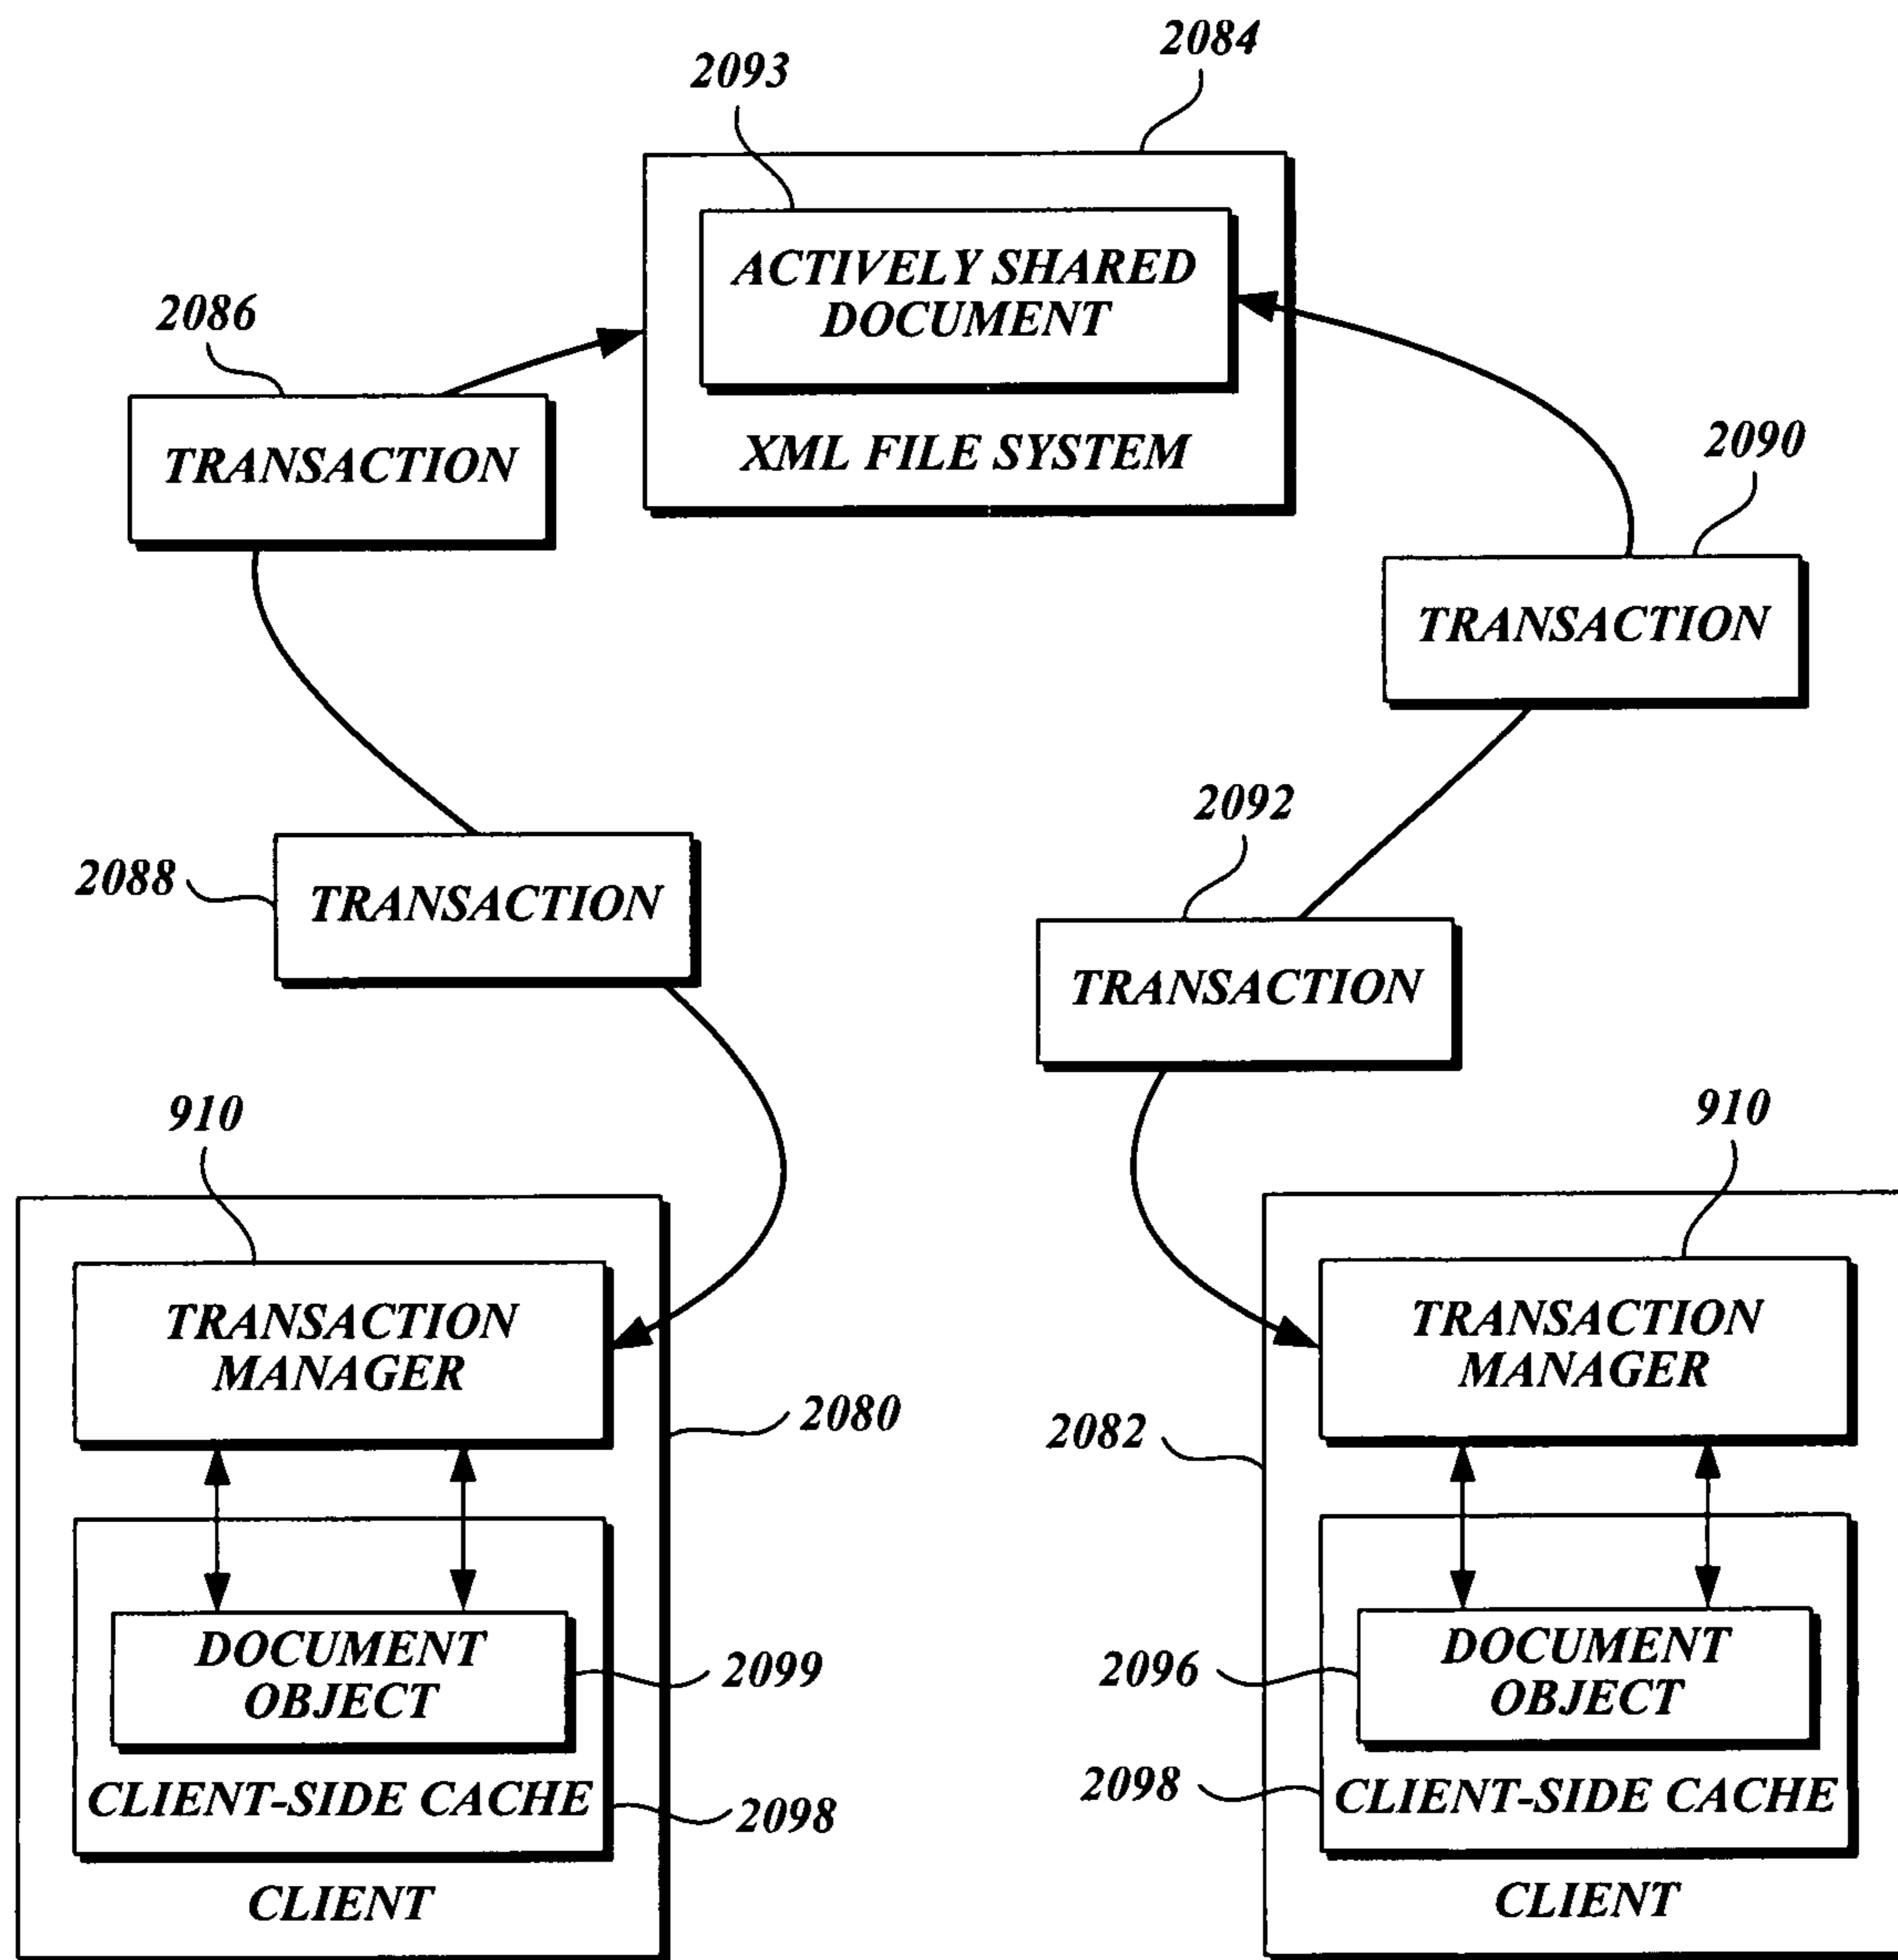 2084
2093
ACTIVELY SHARED
DOCUMENT
XML FILE SYSTEM
2086
TRANSACTION
2090
TRANSACTION
2088
TRANSACTION
2092
TRANSACTION
910
TRANSACTION
MANAGER
2080
DOCUMENT
OBJECT
2099
CLIENT-SIDE CACHE
2098
CLIENT
910
TRANSACTION
MANAGER
2082
DOCUMENT
OBJECT
2096
2098
CLIENT-SIDE CACHE
CLIENT